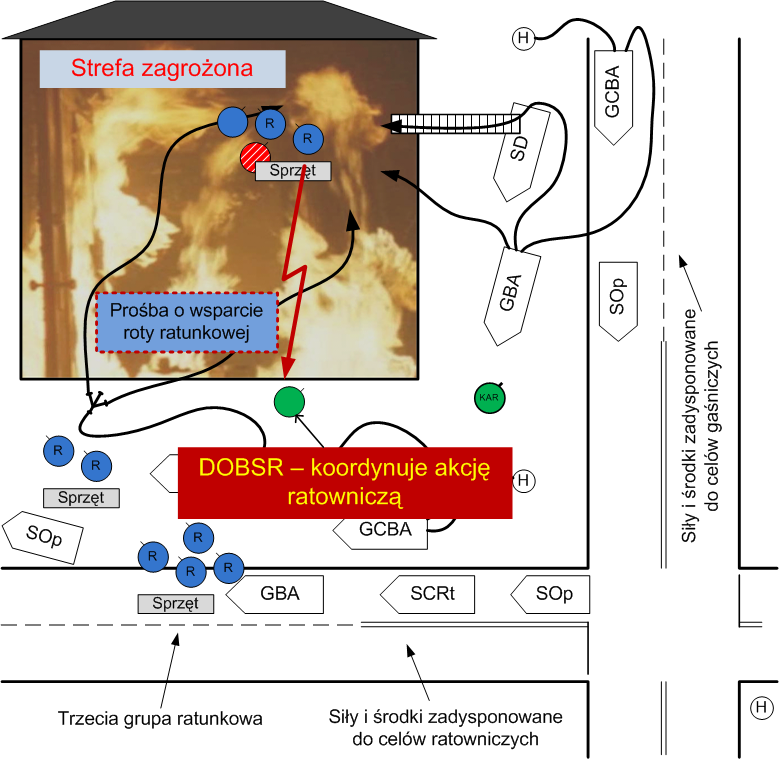 Strefa zagrożona
H
GCBA
R
R
SD
Sprzęt
GBA
SOp
Prośba o wsparcie
roty ratunkowej
Siły i środki zadysponowane
do celów gaśniczych
KAR
DOBSR – koordynuje akcję
ratowniczą
H
R
R
Sprzęt
SOp
GCBA
R
R
R
R
Sprzęt
GBA
SCRt
SOp
Trzecia grupa ratunkowa
Siły i środki zadysponowane
do celów ratowniczych
H